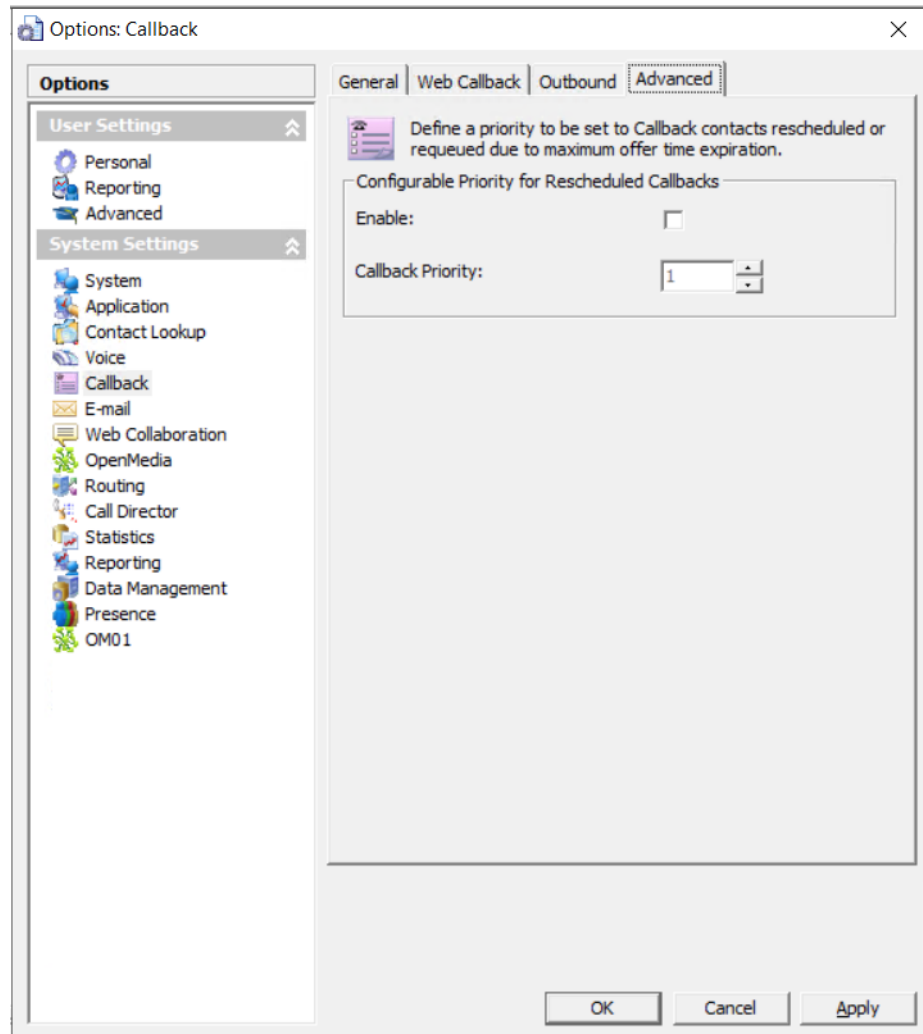 Options: Callback
Options
User Settings
Personal
Reporting
Advanced
System Settings
System
Application
Contact Lookup
Voice
Callback
E-mail
Web Collaboration
OpenMedia
Routing
Call Director
Statistics
Reporting
Data Management
Presence
OM01
General
Web Callback
Outbound
Advanced
Define a priority to be set to Callback contacts rescheduled or
requeued due to maximum offer time expiration.
Configurable Priority for Rescheduled Callbacks
Enable:
Callback Priority:
1
OK
Cancel
Apply